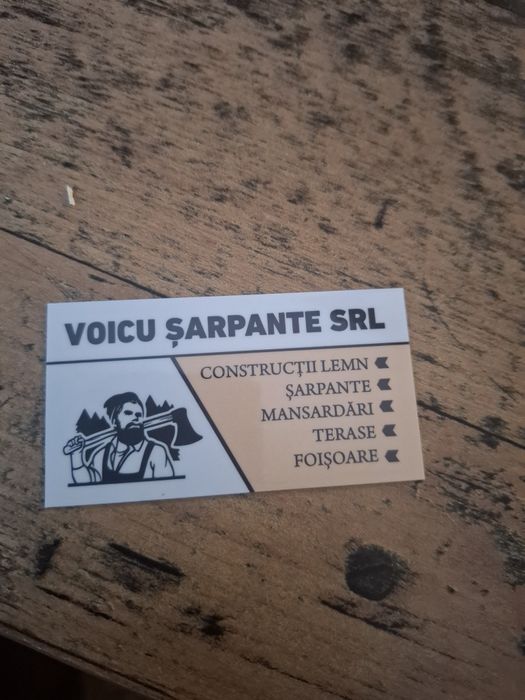 VOICU ȘARPANTE SRL
CONSTRUCȚII LEMN
ȘARPANTE
MANSARDĂRI
TERASE
FOIȘOARE